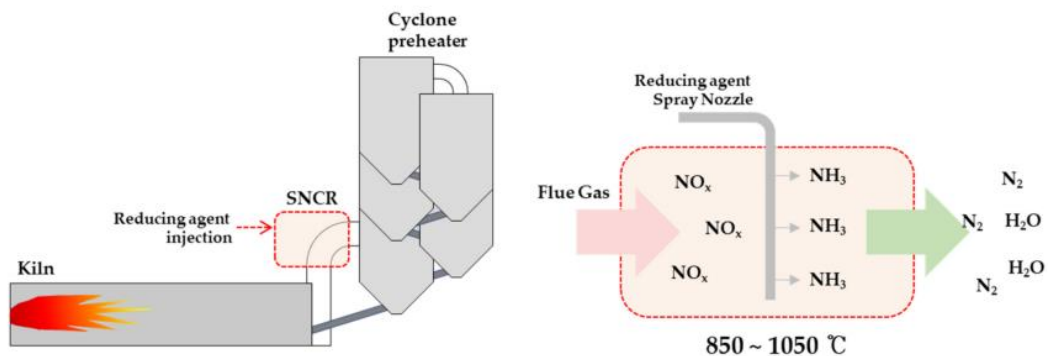 Cyclone
preheater
SNCR
Reducing agent
injection
Kiln
Reducing agent
Spray Nozzle
Flue Gas
NOₓ
NOₓ
NOₓ
NH₃
NH₃
NH₃
N₂
N₂
H₂O
H₂O
N₂
850 ~ 1050 ℃